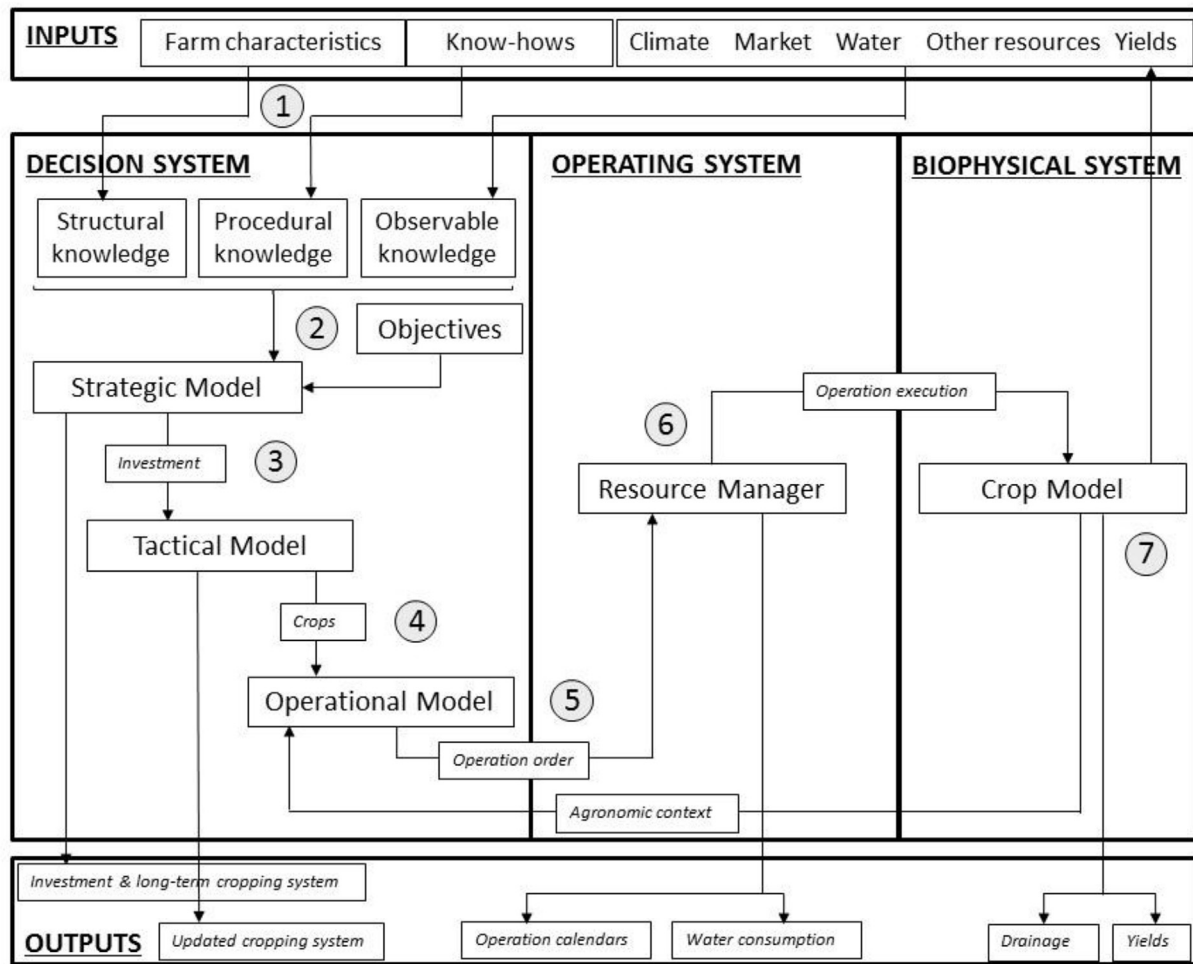 INPUTS
Farm characteristics
Know-hows
Climate Market Water Other resources Yields
1
DECISION SYSTEM
OPERATING SYSTEM
BIOPHYSICAL SYSTEM
Structural
knowledge
Procedural
knowledge
Observable
knowledge
2
Objectives
Strategic Model
Operation execution
6
Investment
3
Resource Manager
Crop Model
Tactical Model
7
Crops
4
Operational Model
5
Operation order
Agronomic context
Investment & long-term cropping system
OUTPUTS
Updated cropping system
Operation calendars
Water consumption
Drainage
Yields